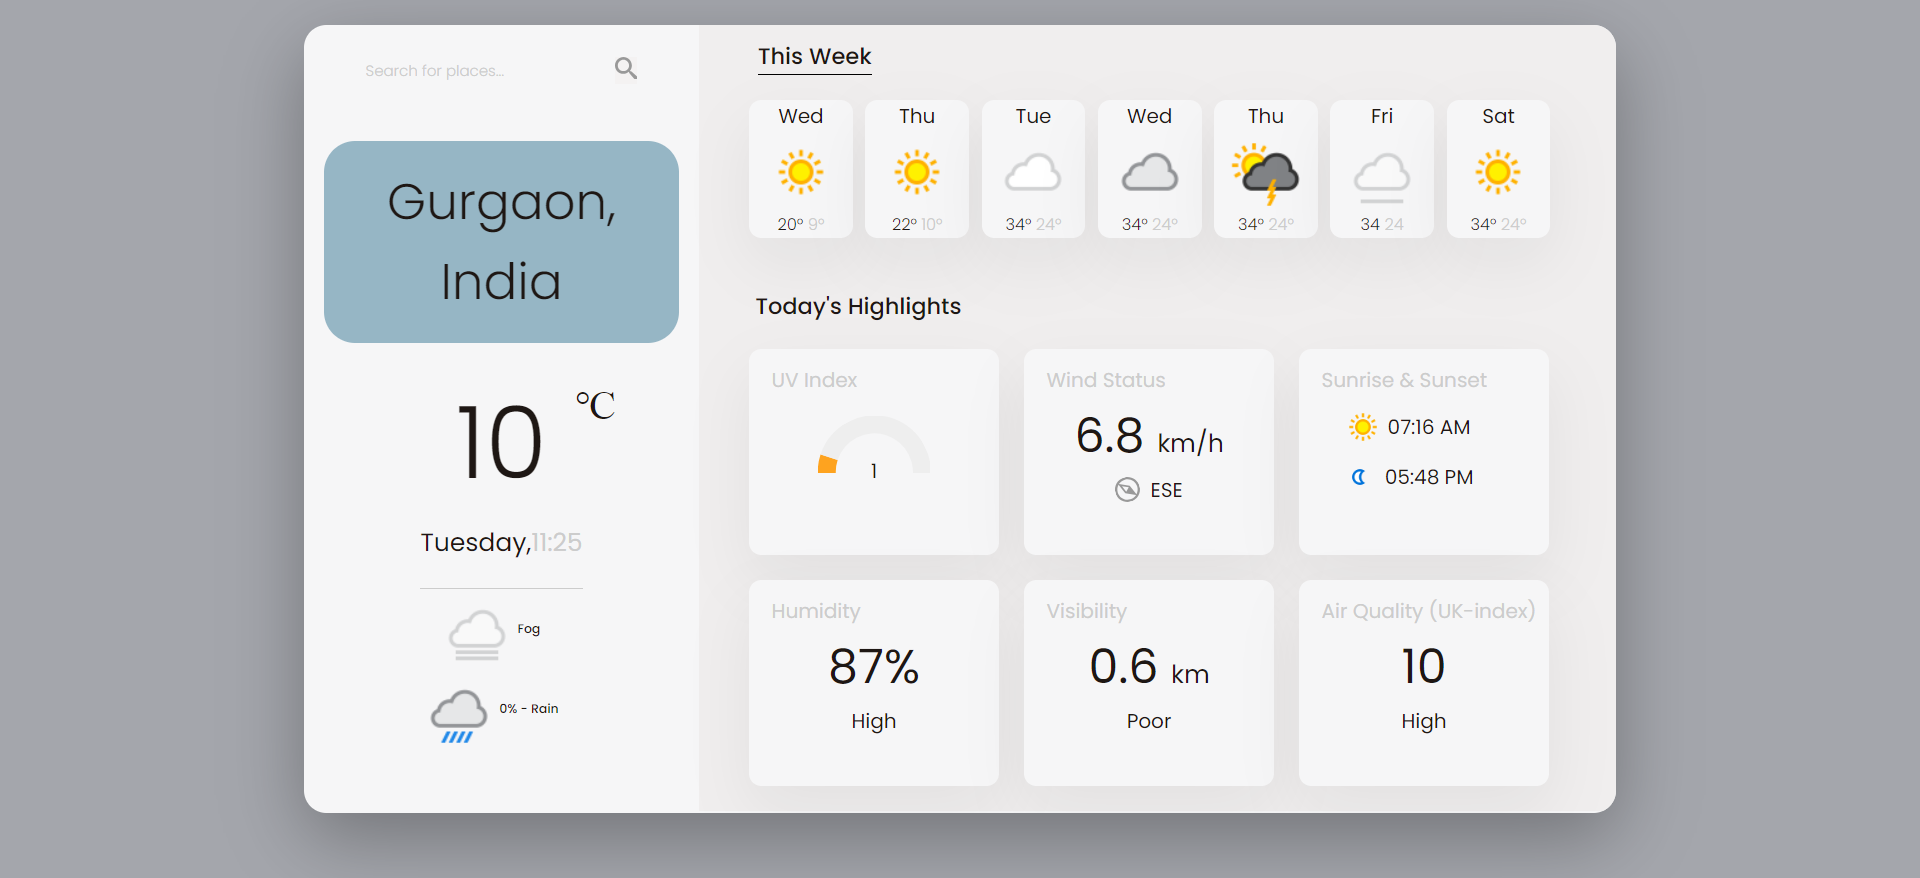 Search for places...
Gurgaon,
India
10 °C
Tuesday,11:25
Fog
0% - Rain
This Week
Wed Thu Tue Wed Thu Fri Sat
20° 9° 22° 10° 34° 24° 34° 24° 34° 24° 34 24 34° 24°
Today's Highlights
UV Index
1
Wind Status
6.8 km/h
ESE
Sunrise & Sunset
07:16 AM
05:48 PM
Humidity
87%
High
Visibility
0.6 km
Poor
Air Quality (UK-index)
10
High